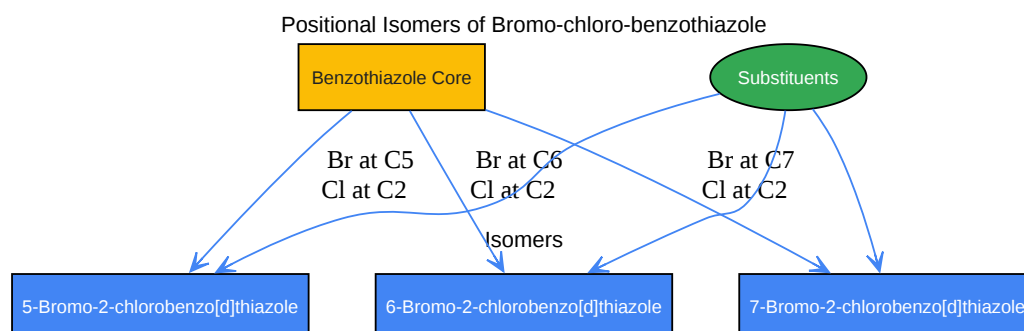 Positional Isomers of Bromo-chloro-benzothiazole
Benzothiazole Core
Substituents
Br at C5
Cl at C2
Br at C6
Cl at C2
Br at C7
Cl at C2
Isomers
5-Bromo-2-chlorobenzo[d]thiazole
6-Bromo-2-chlorobenzo[d]thiazole
7-Bromo-2-chlorobenzo[d]thiazole